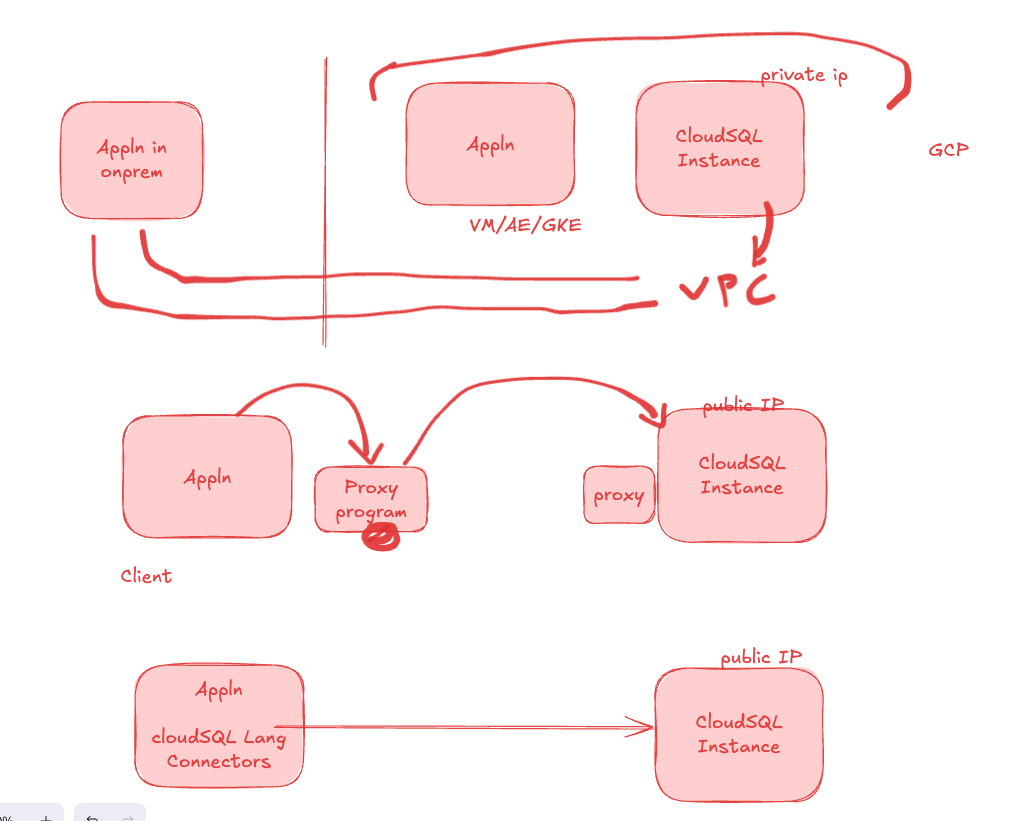 private ip
Appln in
onprem
Appln
CloudSQL
Instance
GCP
VM/AE/GKE
VPC
public IP
Appln
Proxy
program
proxy
CloudSQL
Instance
Client
public IP
Appln
cloudSQL Lang
Connectors
CloudSQL
Instance